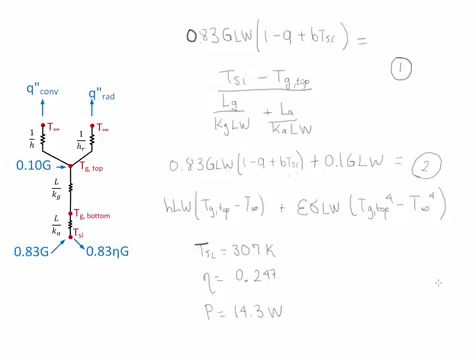 q"conv
q"rad
T∞
T∞
1/h
1/hr
0.10G
Tg, top
L/kg
Tg, bottom
L/ka
Tsi
0.83G
0.83ηG
0.83GLW(1-a+bTsi) =
(Tsi - Tg,top) / (Lg/KgLW + La/KaLW)
1
0.83GLW(1-a+bTsi) + 0.1GLW =
2
hLW(Tg,top - T∞) + εσLW (Tg,top⁴ - T∞⁴)
Tsi = 307 K
η = 0.247
P = 14.3 W